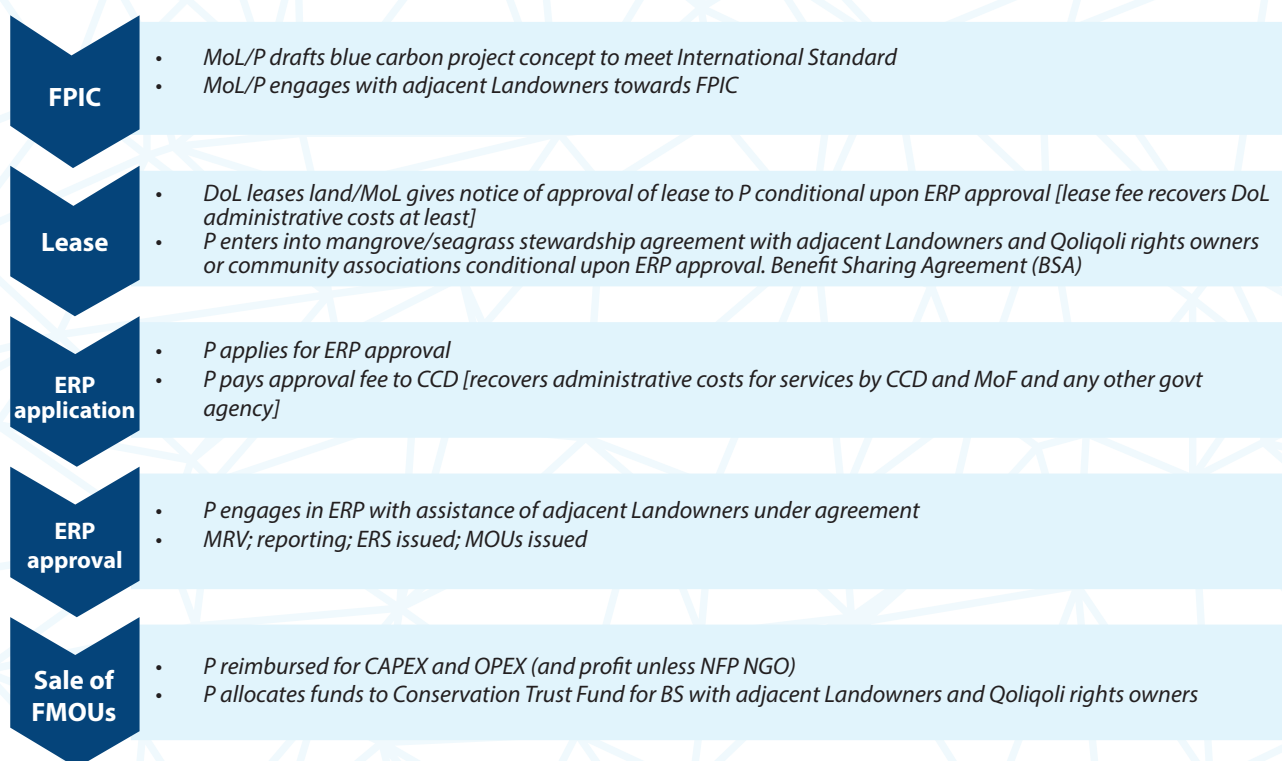 FPIC
• MoL/P drafts blue carbon project concept to meet International Standard
• MoL/P engages with adjacent Landowners towards FPIC
Lease
• DoL leases land/MoL gives notice of approval of lease to P conditional upon ERP approval [lease fee recovers DoL
administrative costs at least]
• P enters into mangrove/seagrass stewardship agreement with adjacent Landowners and Qoliqoli rights owners
or community associations conditional upon ERP approval. Benefit Sharing Agreement (BSA)
ERP
application
• P applies for ERP approval
• P pays approval fee to CCD [recovers administrative costs for services by CCD and MoF and any other govt
agency]
ERP
approval
• P engages in ERP with assistance of adjacent Landowners under agreement
• MRV; reporting; ERS issued; MOUs issued
Sale of
FMOUs
• P reimbursed for CAPEX and OPEX (and profit unless NFP NGO)
• P allocates funds to Conservation Trust Fund for BS with adjacent Landowners and Qoliqoli rights owners